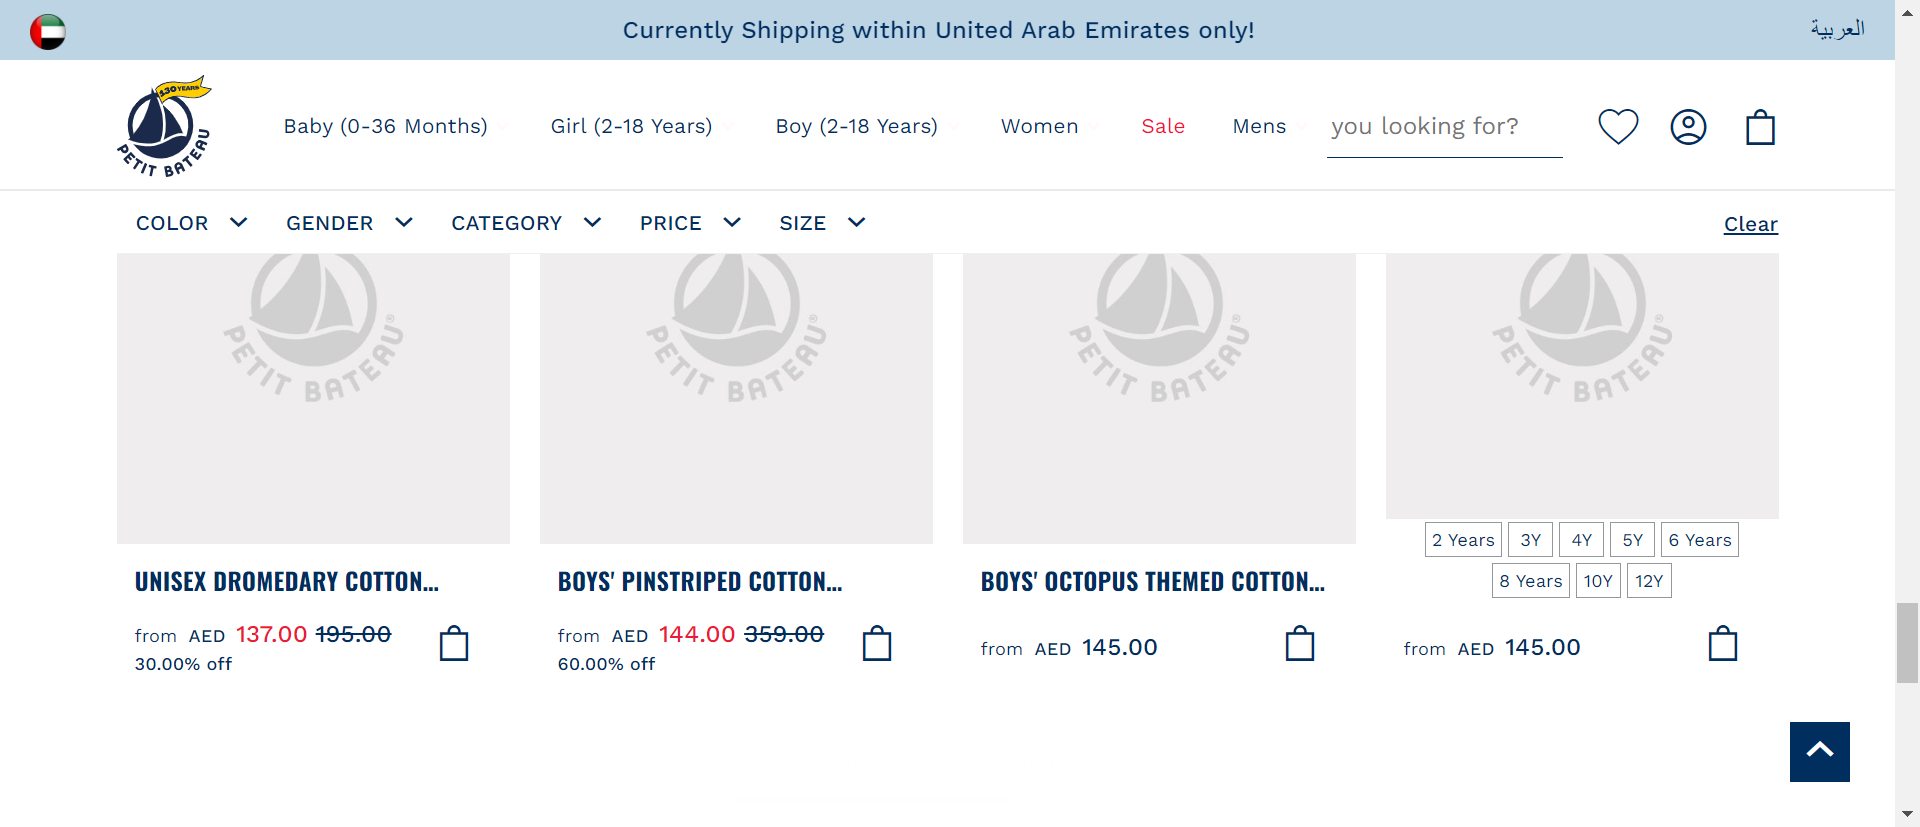 Currently Shipping within United Arab Emirates only!
العربية
130 YEARS
PETIT BATEAU
Baby (0-36 Months)
Girl (2-18 Years)
Boy (2-18 Years)
Women
Sale
Mens
you looking for?
COLOR
GENDER
CATEGORY
PRICE
SIZE
Clear
PETIT BATEAU®
PETIT BATEAU®
PETIT BATEAU®
PETIT BATEAU®
2 Years 3Y 4Y 5Y 6 Years
8 Years 10Y 12Y
UNISEX DROMEDARY COTTON...
from AED 137.00 195.00
30.00% off
BOYS' PINSTRIPED COTTON...
from AED 144.00 359.00
60.00% off
BOYS' OCTOPUS THEMED COTTON...
from AED 145.00
from AED 145.00